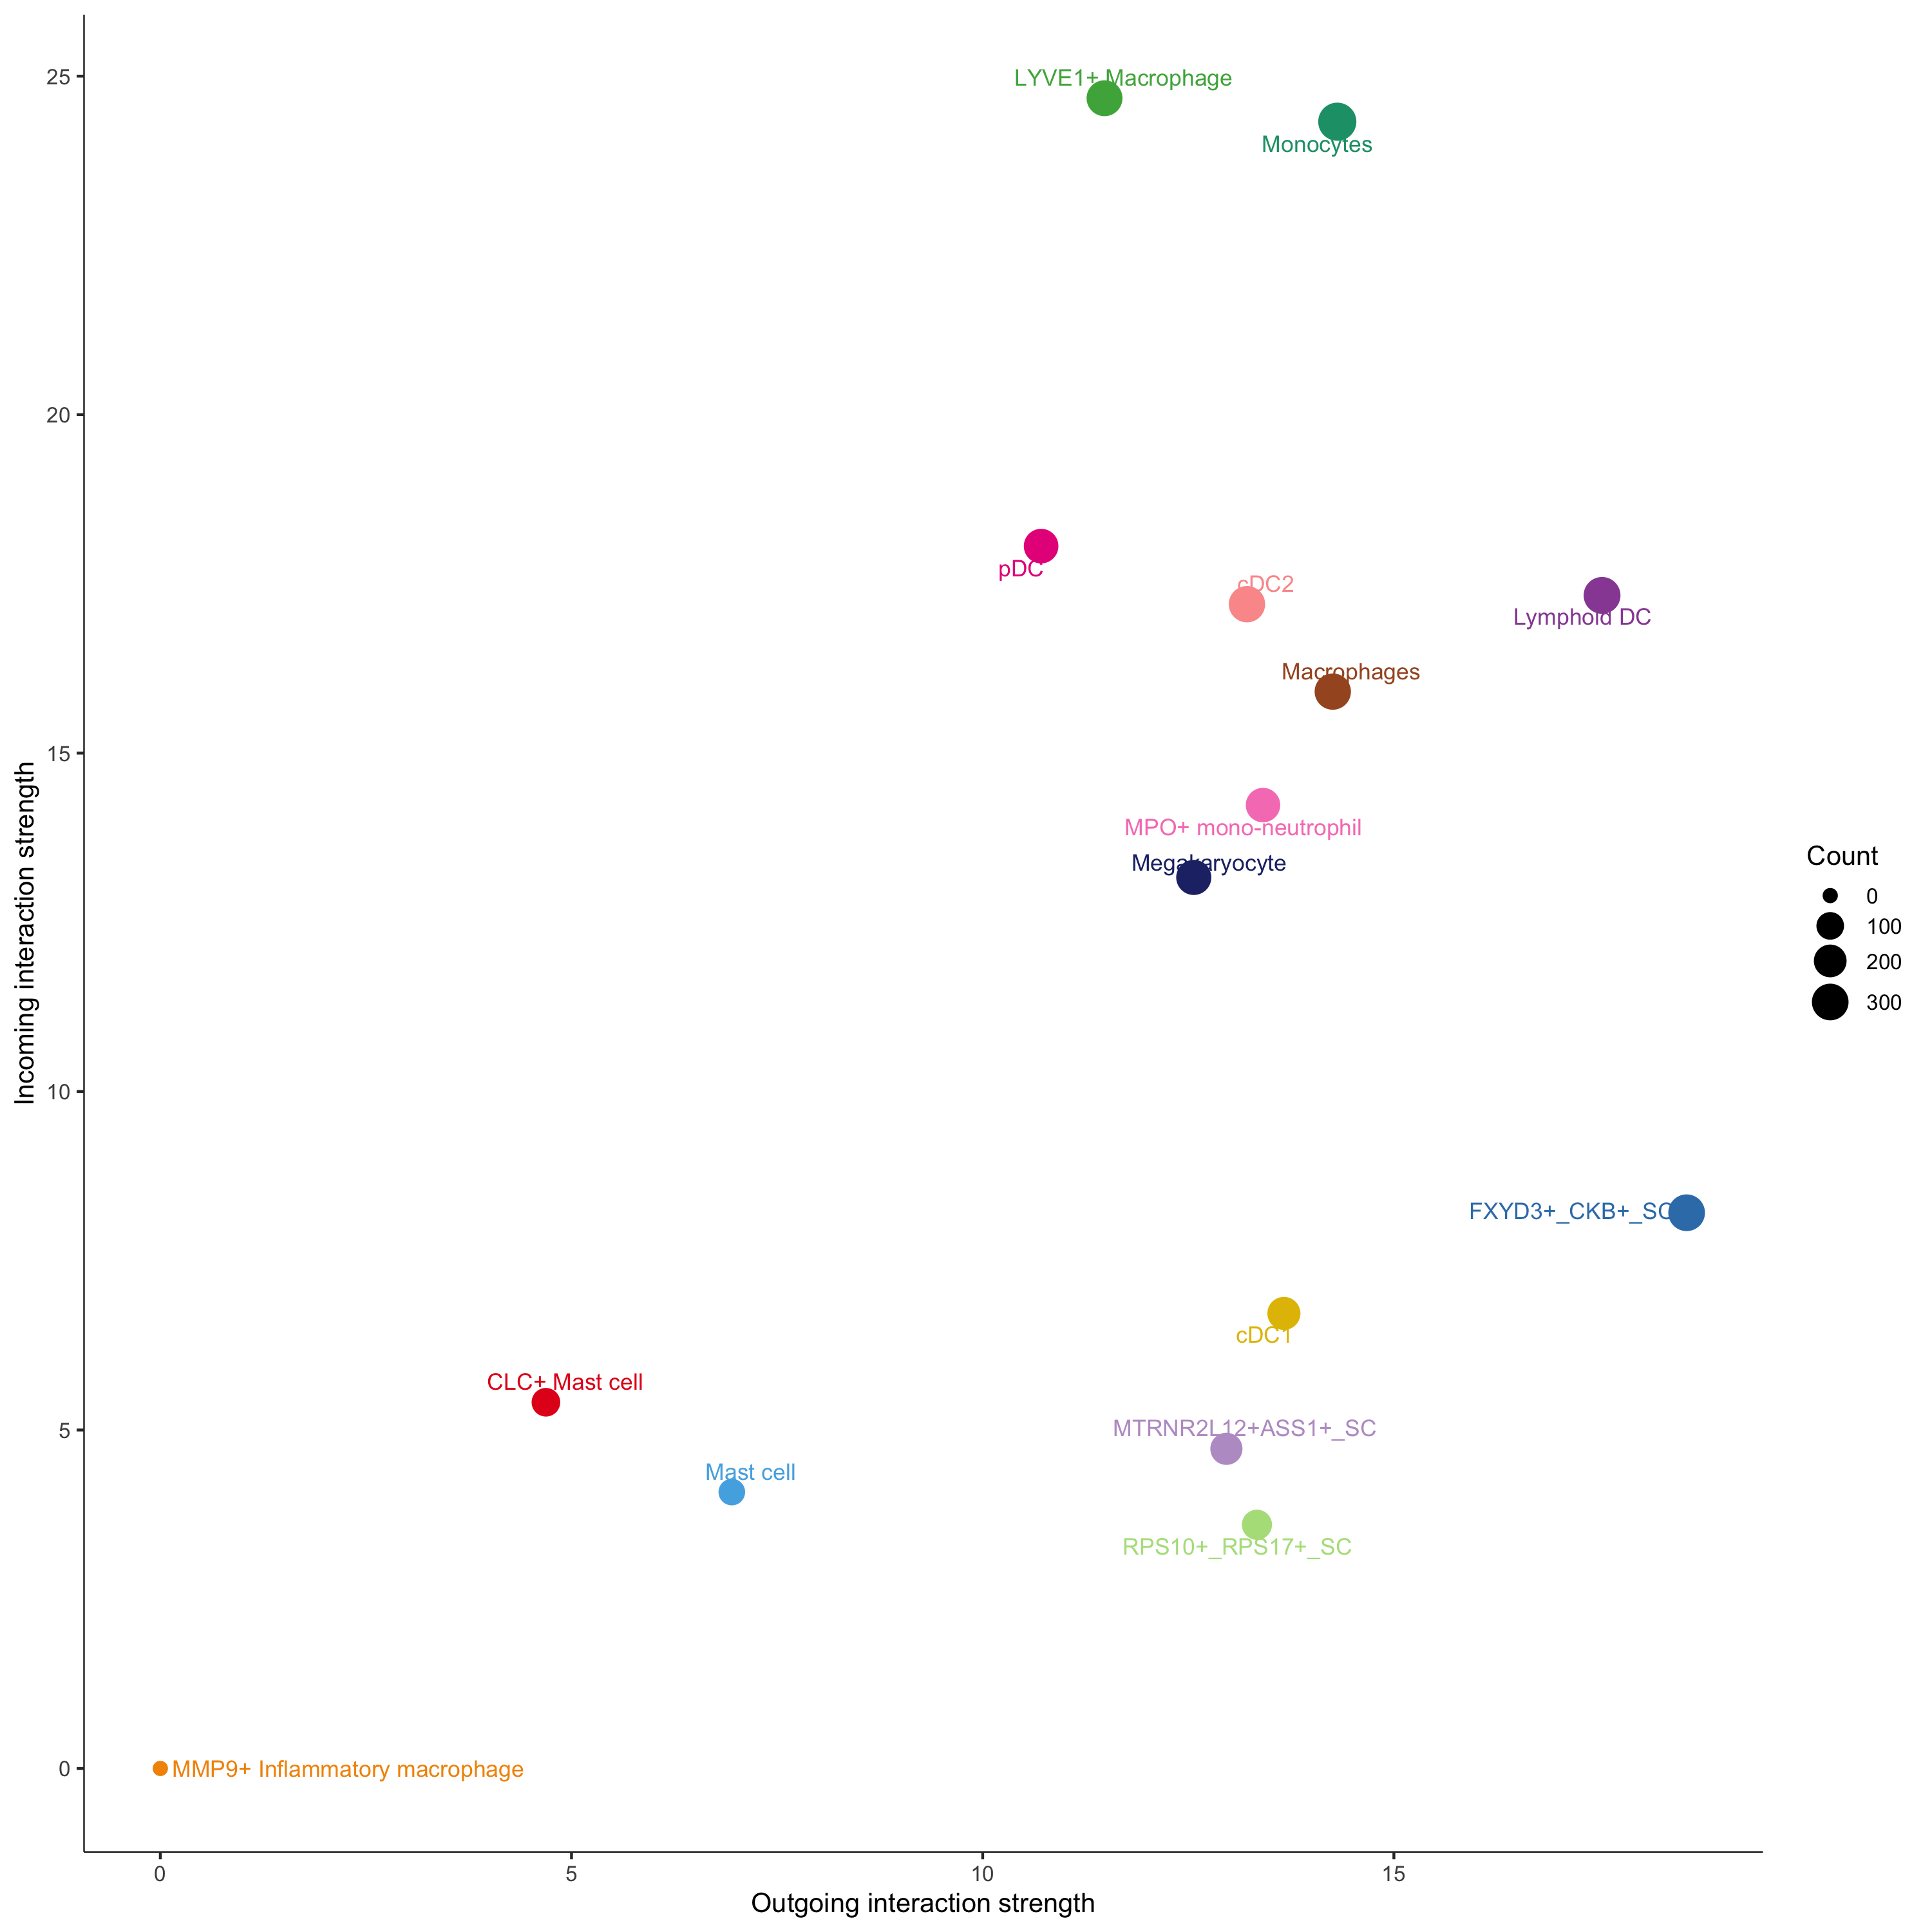 25
LYVE1+ Macrophage
Monocytes
20
pDC
cDC2
Lymphoid DC
Macrophages
15
MPO+ mono-neutrophil
Megakaryocyte
Incoming interaction strength
Count
0
100
200
300
10
FXYD3+_CKB+_SC
cDC1
CLC+ Mast cell
5
MTRNR2L12+ASS1+_SC
Mast cell
RPS10+_RPS17+_SC
0
MMP9+ Inflammatory macrophage
0 5 10 15
Outgoing interaction strength